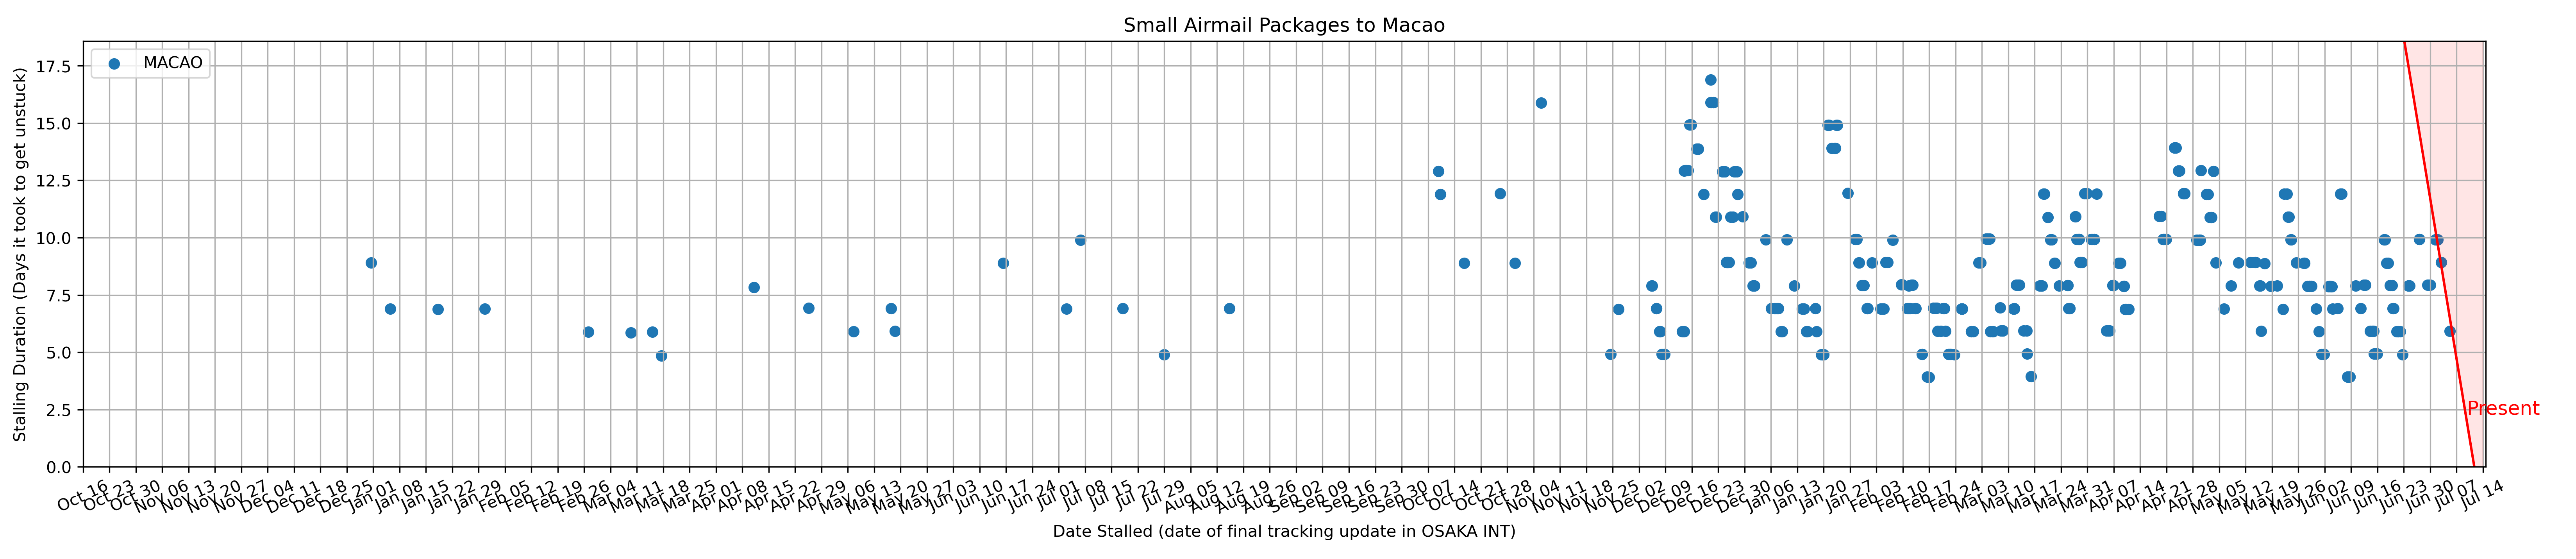 Small Airmail Packages to Macao
MACAO
Stalling Duration (Days it took to get unstuck)
17.5
15.0
12.5
10.0
7.5
5.0
2.5
0.0
Present
Oct 16
Oct 23
Oct 30
Nov 06
Nov 13
Nov 20
Nov 27
Dec 04
Dec 11
Dec 18
Dec 25
Jan 01
Jan 08
Jan 15
Jan 22
Jan 29
Feb 05
Feb 12
Feb 19
Feb 26
Mar 04
Mar 11
Mar 18
Mar 25
Apr 01
Apr 08
Apr 15
Apr 22
Apr 29
May 06
May 13
May 20
May 27
Jun 03
Jun 10
Jun 17
Jun 24
Jul 01
Jul 08
Jul 15
Jul 22
Jul 29
Aug 05
Aug 12
Aug 19
Aug 26
Sep 02
Sep 09
Sep 16
Sep 23
Sep 30
Oct 07
Oct 14
Oct 21
Oct 28
Nov 04
Nov 11
Nov 18
Nov 25
Dec 02
Dec 09
Dec 16
Dec 23
Dec 30
Jan 06
Jan 13
Jan 20
Jan 27
Feb 03
Feb 10
Feb 17
Feb 24
Mar 03
Mar 10
Mar 17
Mar 24
Mar 31
Apr 07
Apr 14
Apr 21
Apr 28
May 05
May 12
May 19
May 26
Jun 02
Jun 09
Jun 16
Jun 23
Jun 30
Jul 07
Jul 14
Date Stalled (date of final tracking update in OSAKA INT)